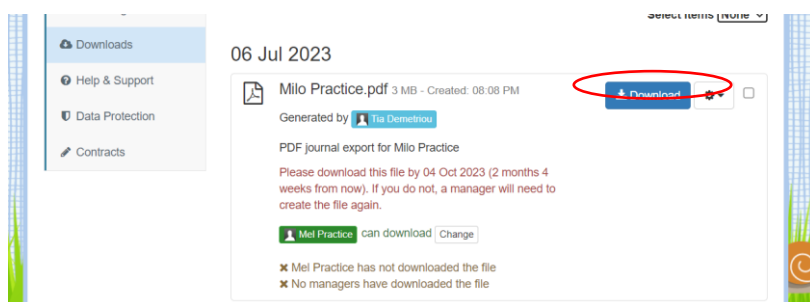 Select Items None
Downloads
06 Jul 2023
Help & Support
Milo Practice.pdf 3 MB - Created: 08:08 PM
Download
Generated by Tia Demetriou
Data Protection
PDF journal export for Milo Practice
Contracts
Please download this file by 04 Oct 2023 (2 months 4
weeks from now). If you do not, a manager will need to
create the file again.
Mel Practice can download Change
✖ Mel Practice has not downloaded the file
✖ No managers have downloaded the file